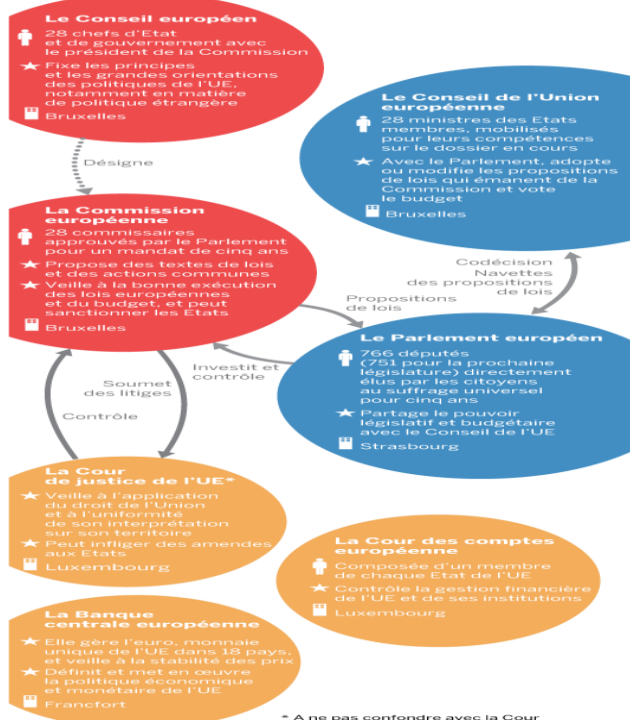 Le Conseil européen
28 chefs d'Etat
et de gouvernement avec
le président de la Commission
Fixe les principes
et les grandes orientations
des politiques de l'UE,
notamment en matière
de politique étrangère
Bruxelles
Le Conseil de l'Union
européenne
28 ministres des Etats
membres, mobilisés
pour leurs compétences
sur le dossier en cours
Avec le Parlement, adopte
ou modifie les propositions
de lois qui émanent de la
Commission et vote
le budget
Bruxelles
Désigne
La Commission
européenne
28 commissaires
approuvés par le Parlement
pour un mandat de cinq ans
Propose des textes de lois
et des actions communes
Veille à la bonne exécution
des lois européennes
et du budget, et peut
sanctionner les Etats
Bruxelles
Codécision
Navettes
des propositions
de lois
Propositions
de lois
Le Parlement européen
766 députés
(751 pour la prochaine
législature) directement
élus par les citoyens
au suffrage universel
pour cinq ans
Partage le pouvoir
législatif et budgétaire
avec le Conseil de l'UE
Strasbourg
Investit et
contrôle
Soumet
des litiges
Contrôle
La Cour
de justice de l'UE*
Veille à l'application
du droit de l'Union
et à l'uniformité
de son interprétation
sur son territoire
Peut infliger des amendes
aux Etats
Luxembourg
La Cour des comptes
européenne
Composée d'un membre
de chaque Etat de l'UE
Contrôle la gestion financière
de l'UE et de ses institutions
Luxembourg
La Banque
centrale européenne
Elle gère l'euro, monnaie
unique de l'UE dans 18 pays,
et veille à la stabilité des prix
Définit et met en œuvre
la politique économique
et monétaire de l'UE
Francfort
* A ne pas confondre avec la Cour